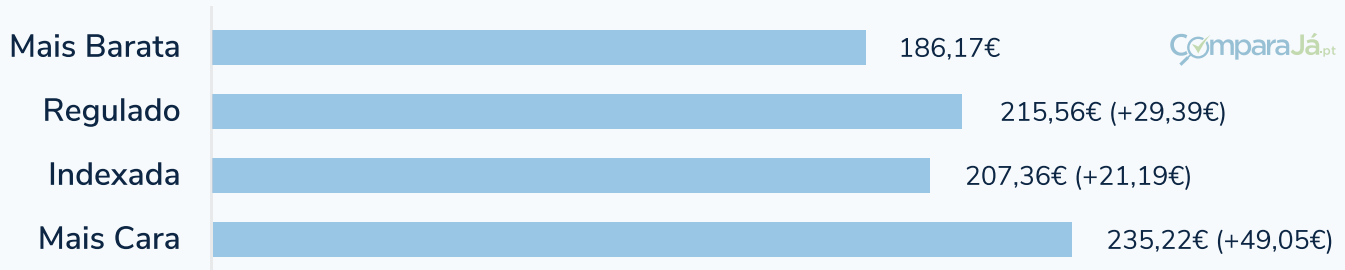 Mais Barata 186,17€
ComparaJá.pt
Regulado 215,56€ (+29,39€)
Indexada 207,36€ (+21,19€)
Mais Cara 235,22€ (+49,05€)